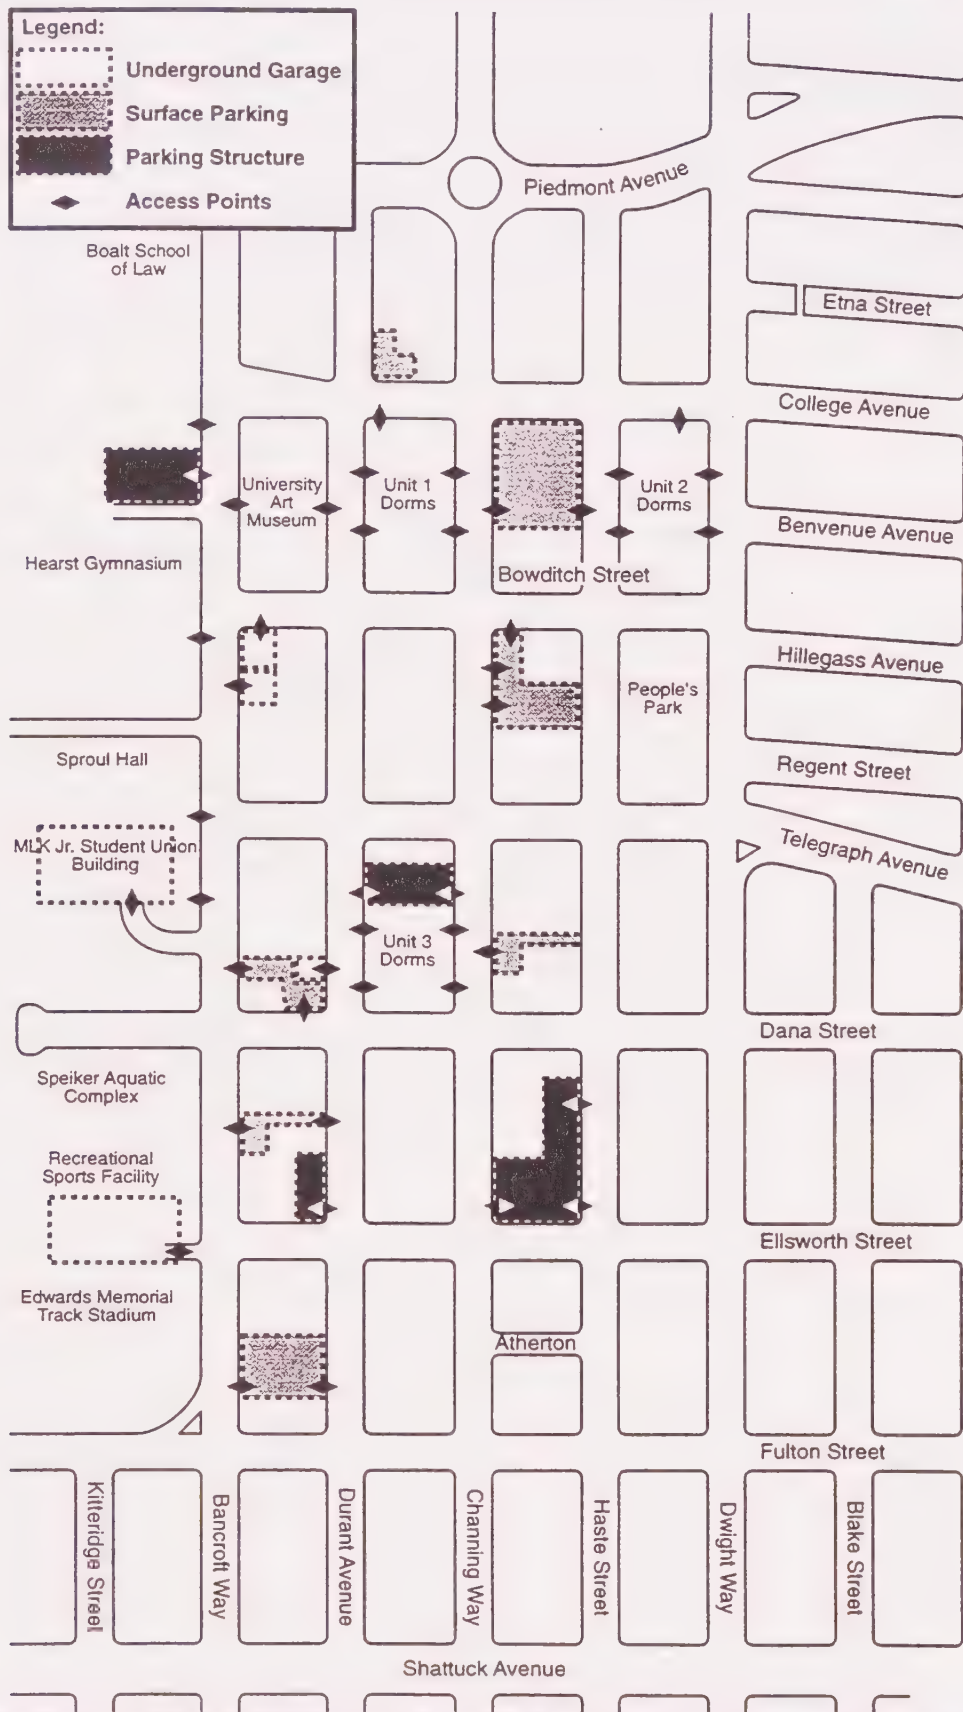 Legend:
Underground Garage
Surface Parking
Parking Structure
Access Points
Piedmont Avenue
Boalt School
of Law
Etna Street
College Avenue
University
Art
Museum
Unit 1
Dorms
Unit 2
Dorms
Benvenue Avenue
Hearst Gymnasium
Bowditch Street
Hillegass Avenue
People's
Park
Sproul Hall
Regent Street
MLK Jr. Student Union
Building
Telegraph Avenue
Unit 3
Dorms
Dana Street
Speiker Aquatic
Complex
Recreational
Sports Facility
Ellsworth Street
Edwards Memorial
Track Stadium
Atherton
Fulton Street
Kitteridge Street
Bancroft Way
Durant Avenue
Channing Way
Haste Street
Dwight Way
Blake Street
Shattuck Avenue